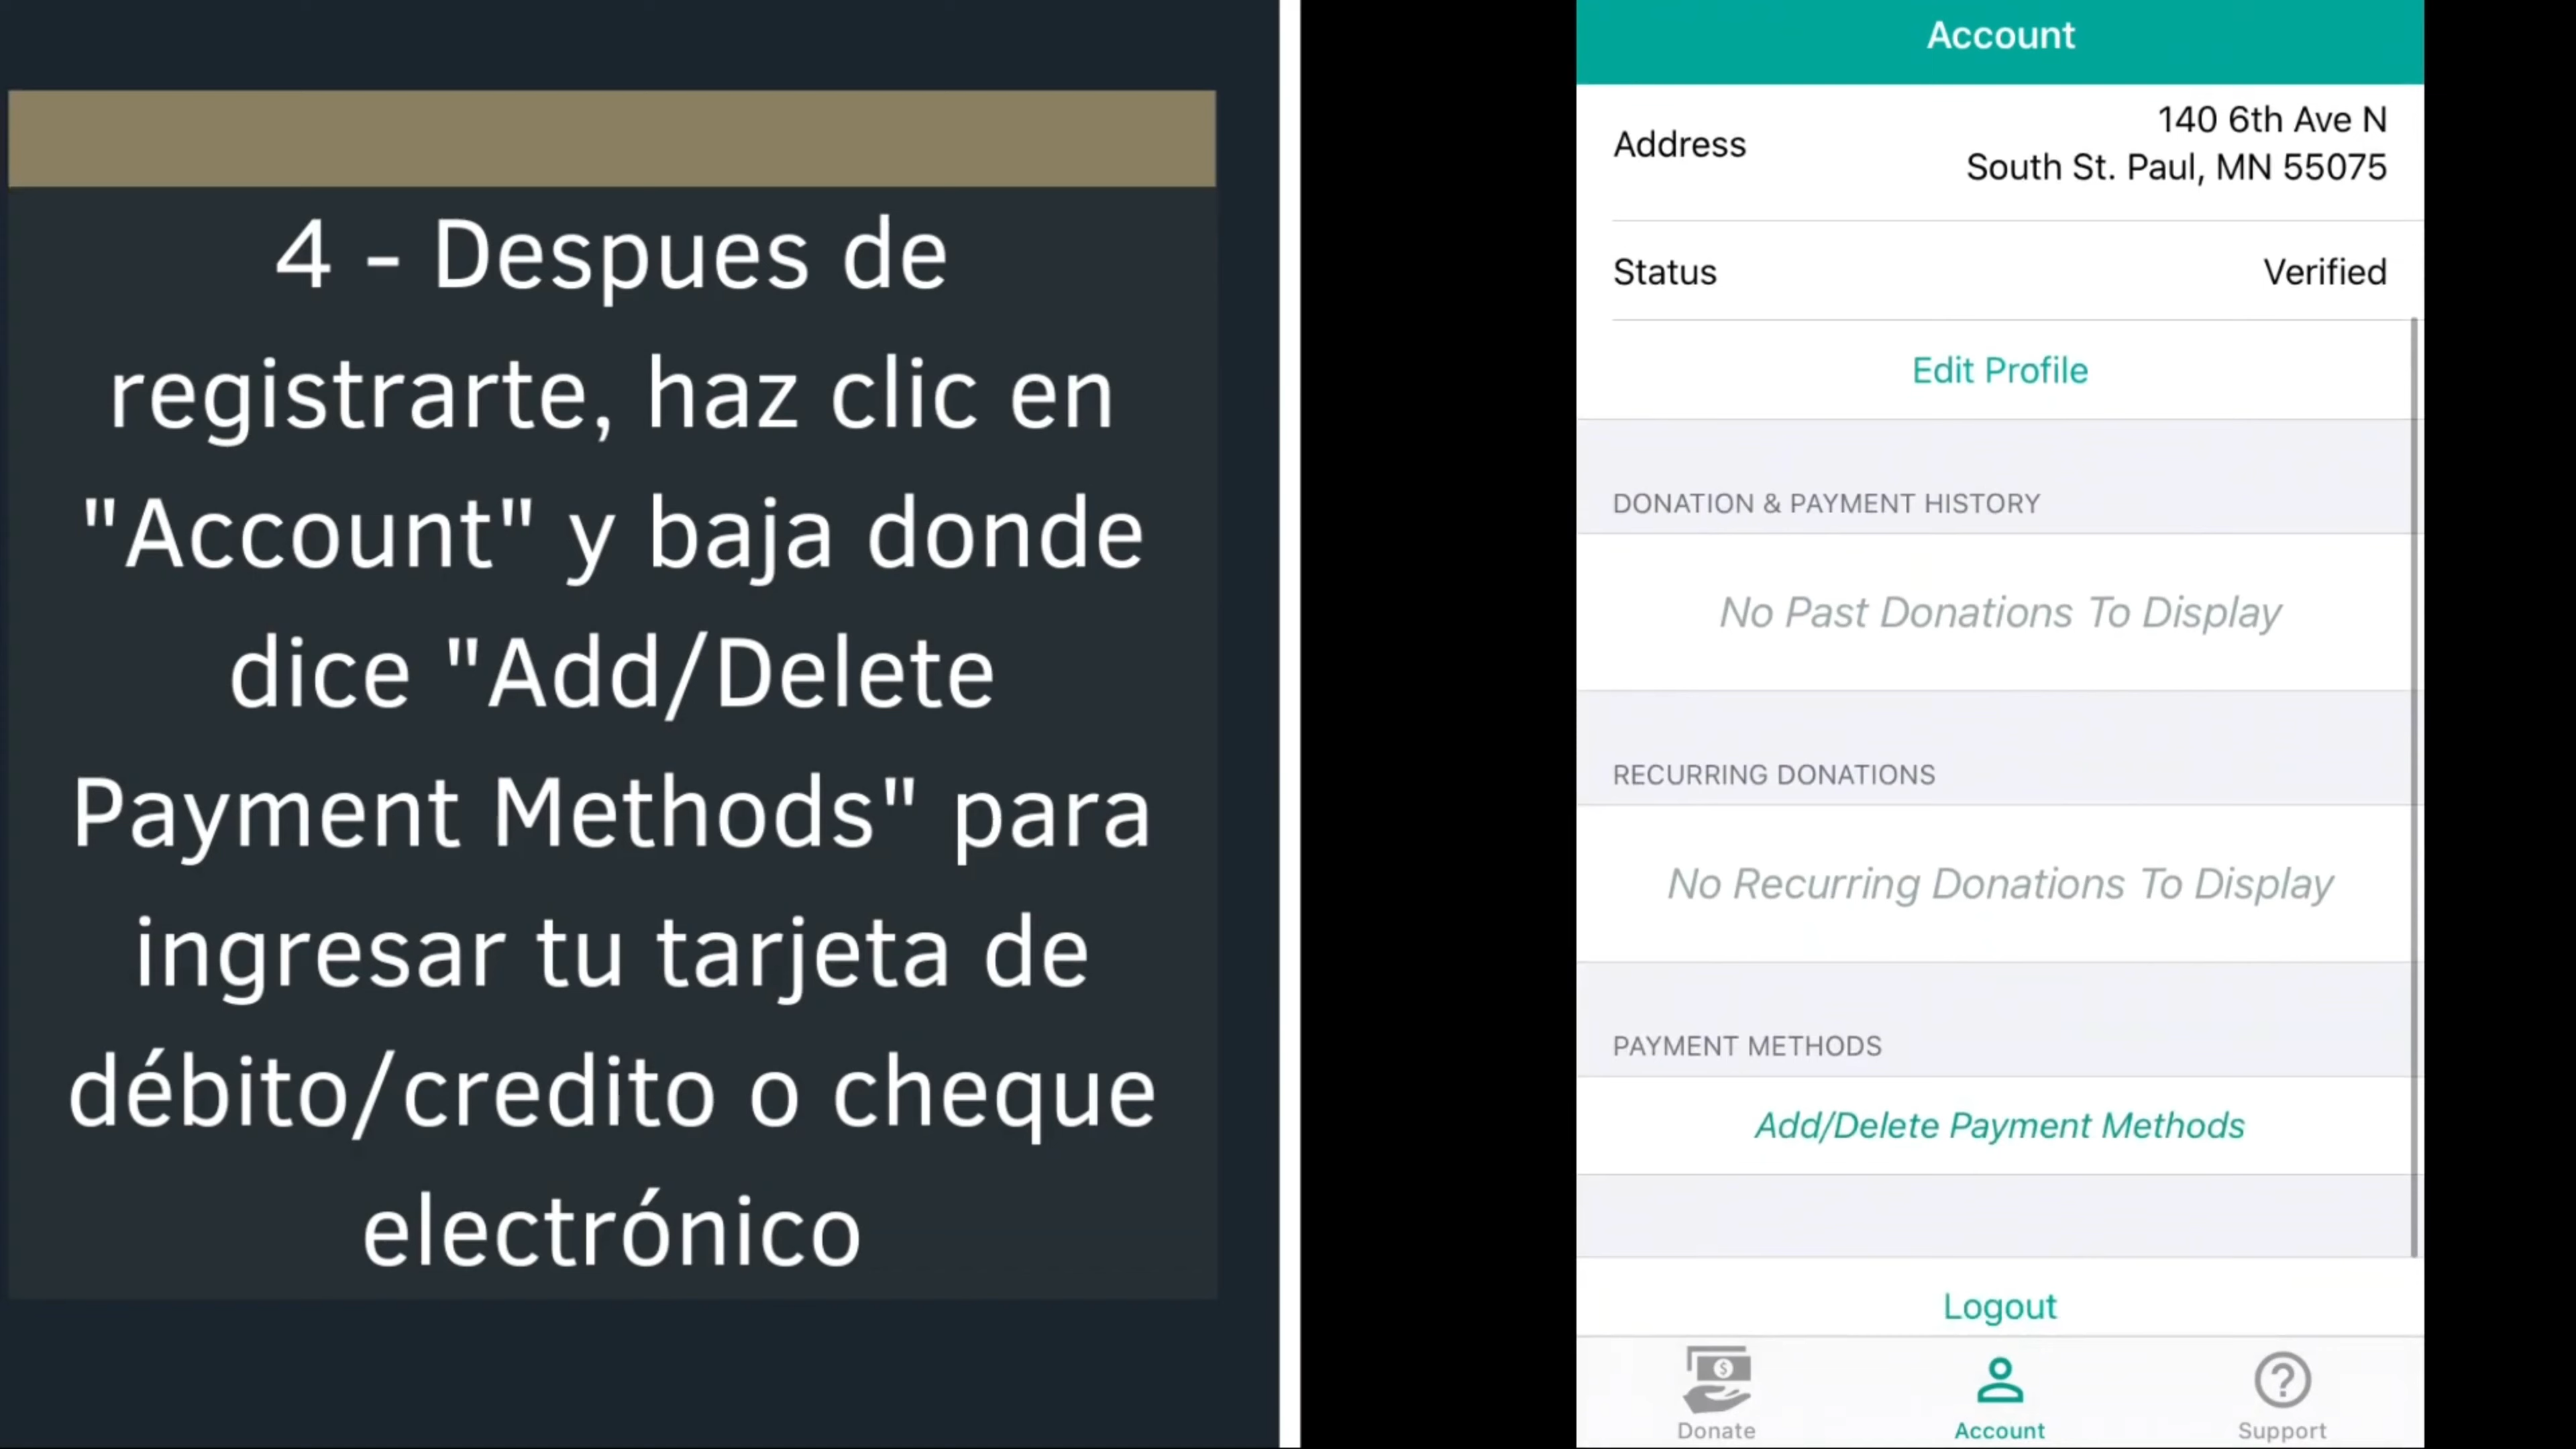 4 - Despues de
registrarte, haz clic en
"Account" y baja donde
dice "Add/Delete
Payment Methods" para
ingresar tu tarjeta de
débito/credito o cheque
electrónico
Account
Address
140 6th Ave N
South St. Paul, MN 55075
Status Verified
Edit Profile
DONATION & PAYMENT HISTORY
No Past Donations To Display
RECURRING DONATIONS
No Recurring Donations To Display
PAYMENT METHODS
Add/Delete Payment Methods
Logout
Donate Account Support